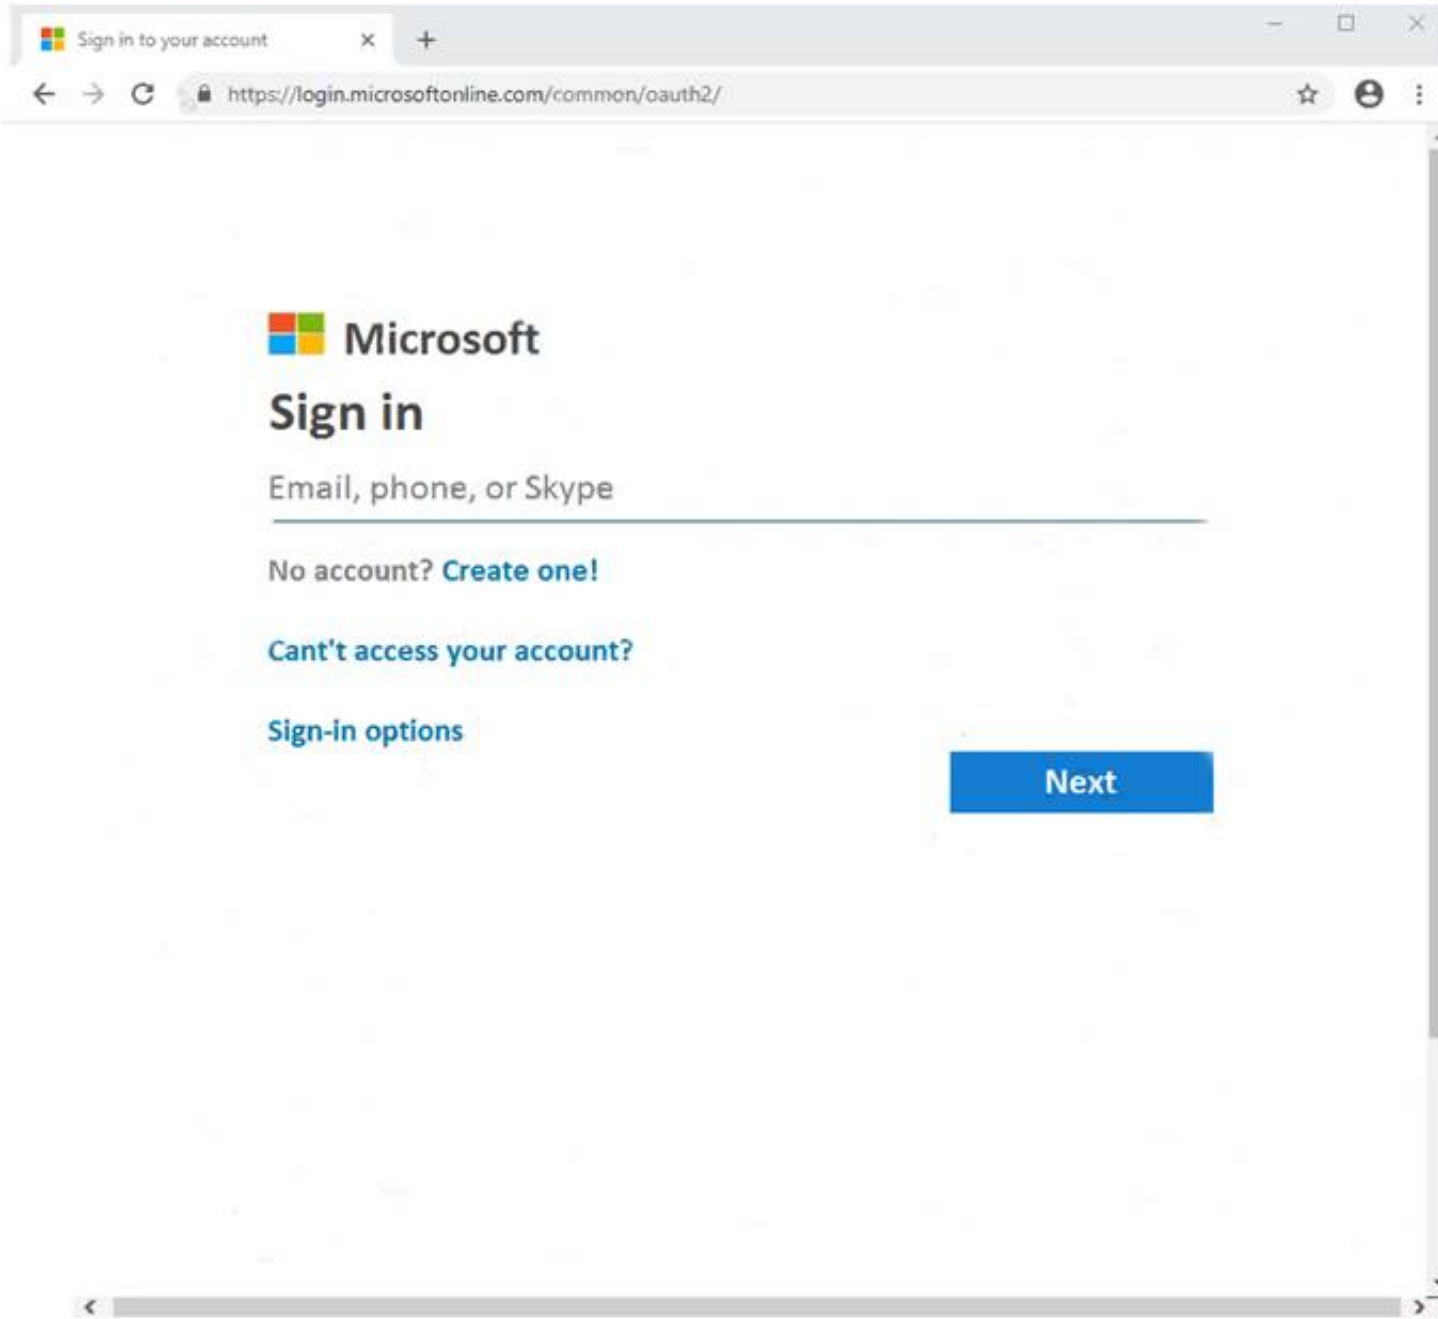 Sign in to your account
https://login.microsoftonline.com/common/oauth2/
Microsoft
Sign in
Email, phone, or Skype
No account? Create one!
Cant't access your account?
Sign-in options
Next